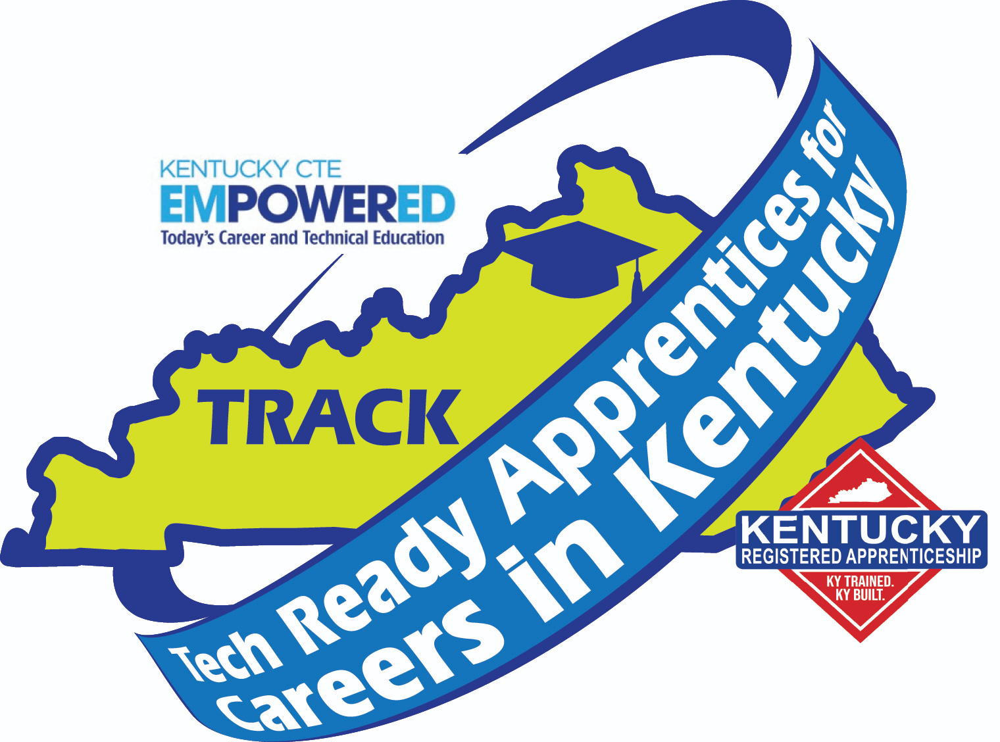 KENTUCKY CTE
EMPOWERED
Today's Career and Technical Education
TRACK
Tech Ready Apprentices for
Careers in Kentucky
KENTUCKY
REGISTERED APPRENTICESHIP
KY TRAINED.
KY BUILT.